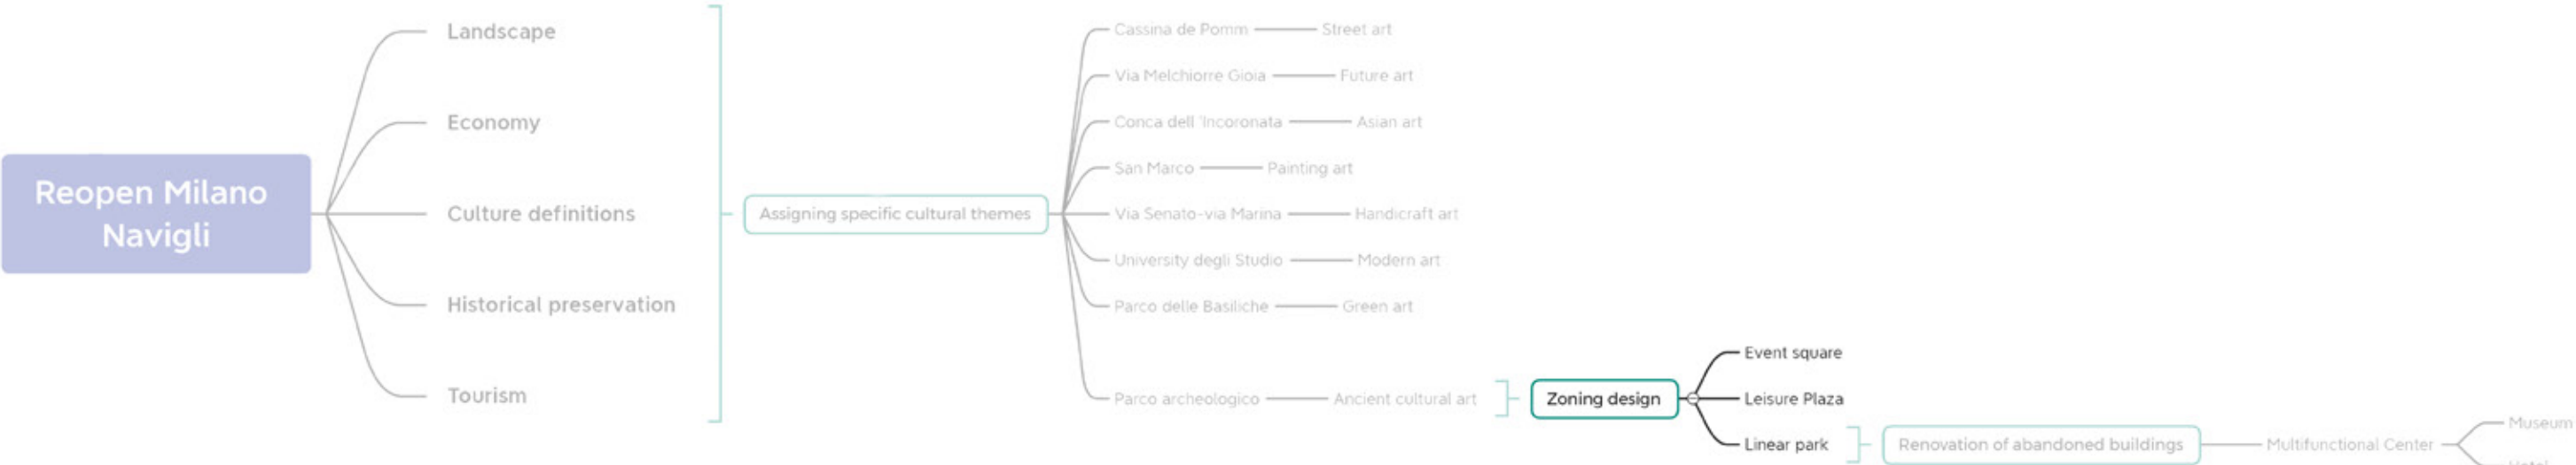 Reopen Milano
Navigli
Landscape
Economy
Culture definitions
Historical preservation
Tourism
Assigning specific cultural themes
Cassina de Pomm Street art
Via Melchiorre Gioia Future art
Conca dell 'Incoronata Asian art
San Marco Painting art
Via Senato-via Marina Handicraft art
University degli Studio Modern art
Parco delle Basiliche Green art
Parco archeologico Ancient cultural art
Zoning design
Event square
Leisure Plaza
Linear park
Renovation of abandoned buildings
Multifunctional Center
Museum